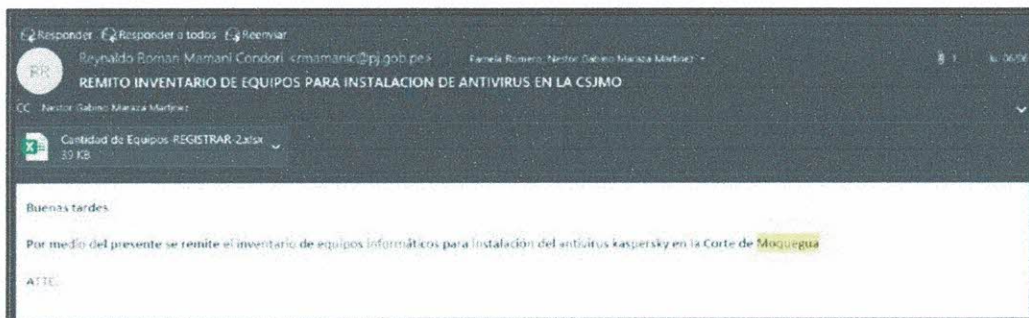 Responder Responder a todos Reenviar
Reynaldo Roman Mamani Condori <rmamanic@pj.gob.pe> Pamela Romero; Nestor Gabino Maraza Martinez
RR
REMITO INVENTARIO DE EQUIPOS PARA INSTALACION DE ANTIVIRUS EN LA CSJMO
CC Nestor Gabino Maraza Martinez
Cantidad de Equipos-REGISTRAR-2.xlsx
39 KB
Buenas tardes
Por medio del presente se remite el inventario de equipos informáticos para instalación del antivirus kaspersky en la Corte de Moquegua
ATTE.